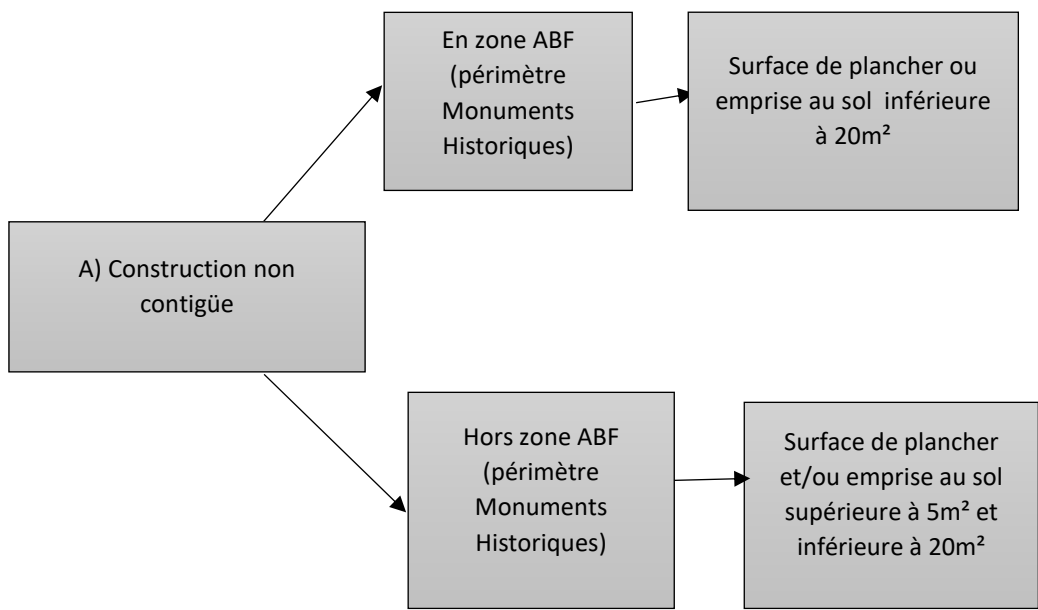 A) Construction non
contigüe
En zone ABF
(périmètre
Monuments
Historiques)
Surface de plancher ou
emprise au sol inférieure
à 20m²
Hors zone ABF
(périmètre
Monuments
Historiques)
Surface de plancher
et/ou emprise au sol
supérieure à 5m² et
inférieure à 20m²